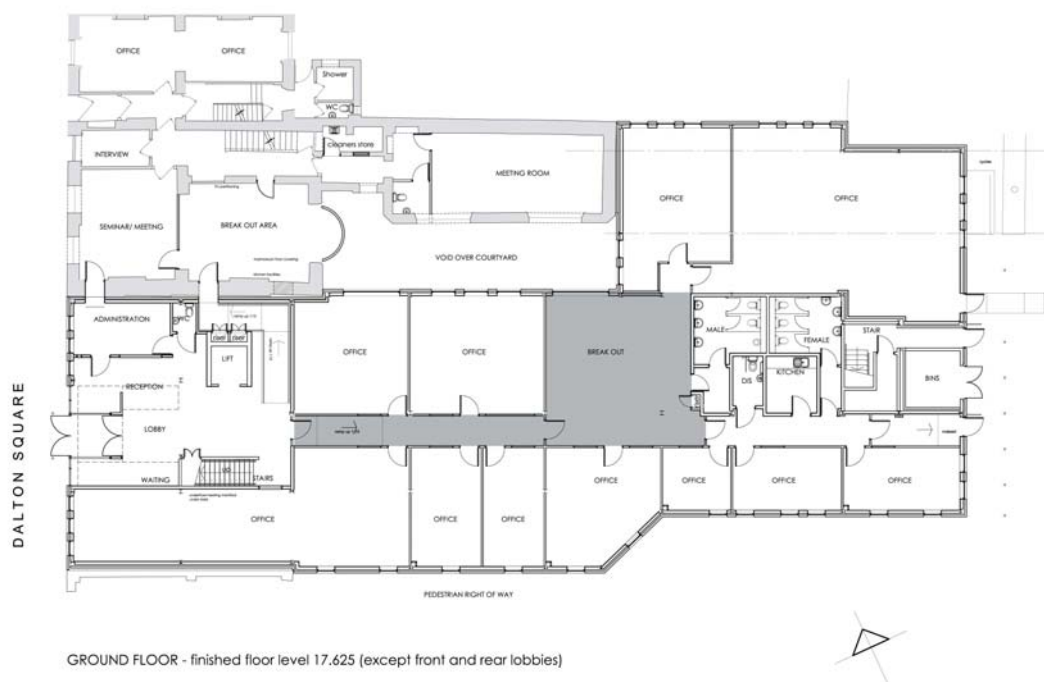 OFFICE
OFFICE
Shower
WC
cleaners store
INTERVIEW
MEETING ROOM
OFFICE
OFFICE
SEMINAR/ MEETING
BREAK OUT AREA
VOID OVER COURTYARD
ADMINISTRATION
WC
LIFT
OFFICE
OFFICE
BREAK OUT
MALE
FEMALE
STAIR
DIS
KITCHEN
BINS
RECEPTION
LOBBY
WAITING
STAIRS
OFFICE
OFFICE
OFFICE
OFFICE
OFFICE
OFFICE
OFFICE
DALTON SQUARE
PEDESTRIAN RIGHT OF WAY
GROUND FLOOR - finished floor level 17.625 (except front and rear lobbies)